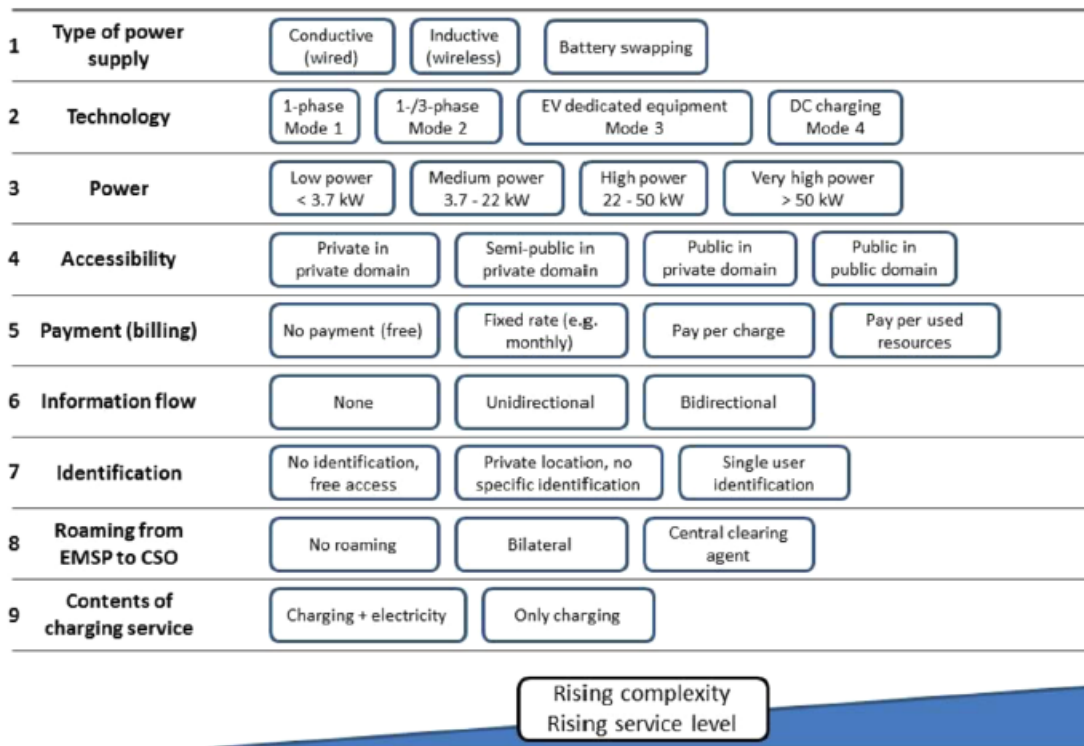 1
Type of power
supply
Conductive
(wired)
Inductive
(wireless)
Battery swapping
2
Technology
1-phase
Mode 1
1-/3-phase
Mode 2
EV dedicated equipment
Mode 3
DC charging
Mode 4
3
Power
Low power
< 3.7 kW
Medium power
3.7 - 22 kW
High power
22 - 50 kW
Very high power
> 50 kW
4
Accessibility
Private in
private domain
Semi-public in
private domain
Public in
private domain
Public in
public domain
5
Payment (billing)
No payment (free)
Fixed rate (e.g.
monthly)
Pay per charge
Pay per used
resources
6
Information flow
None
Unidirectional
Bidirectional
7
Identification
No identification,
free access
Private location, no
specific identification
Single user
identification
8
Roaming from
EMSP to CSO
No roaming
Bilateral
Central clearing
agent
9
Contents of
charging service
Charging + electricity
Only charging
Rising complexity
Rising service level